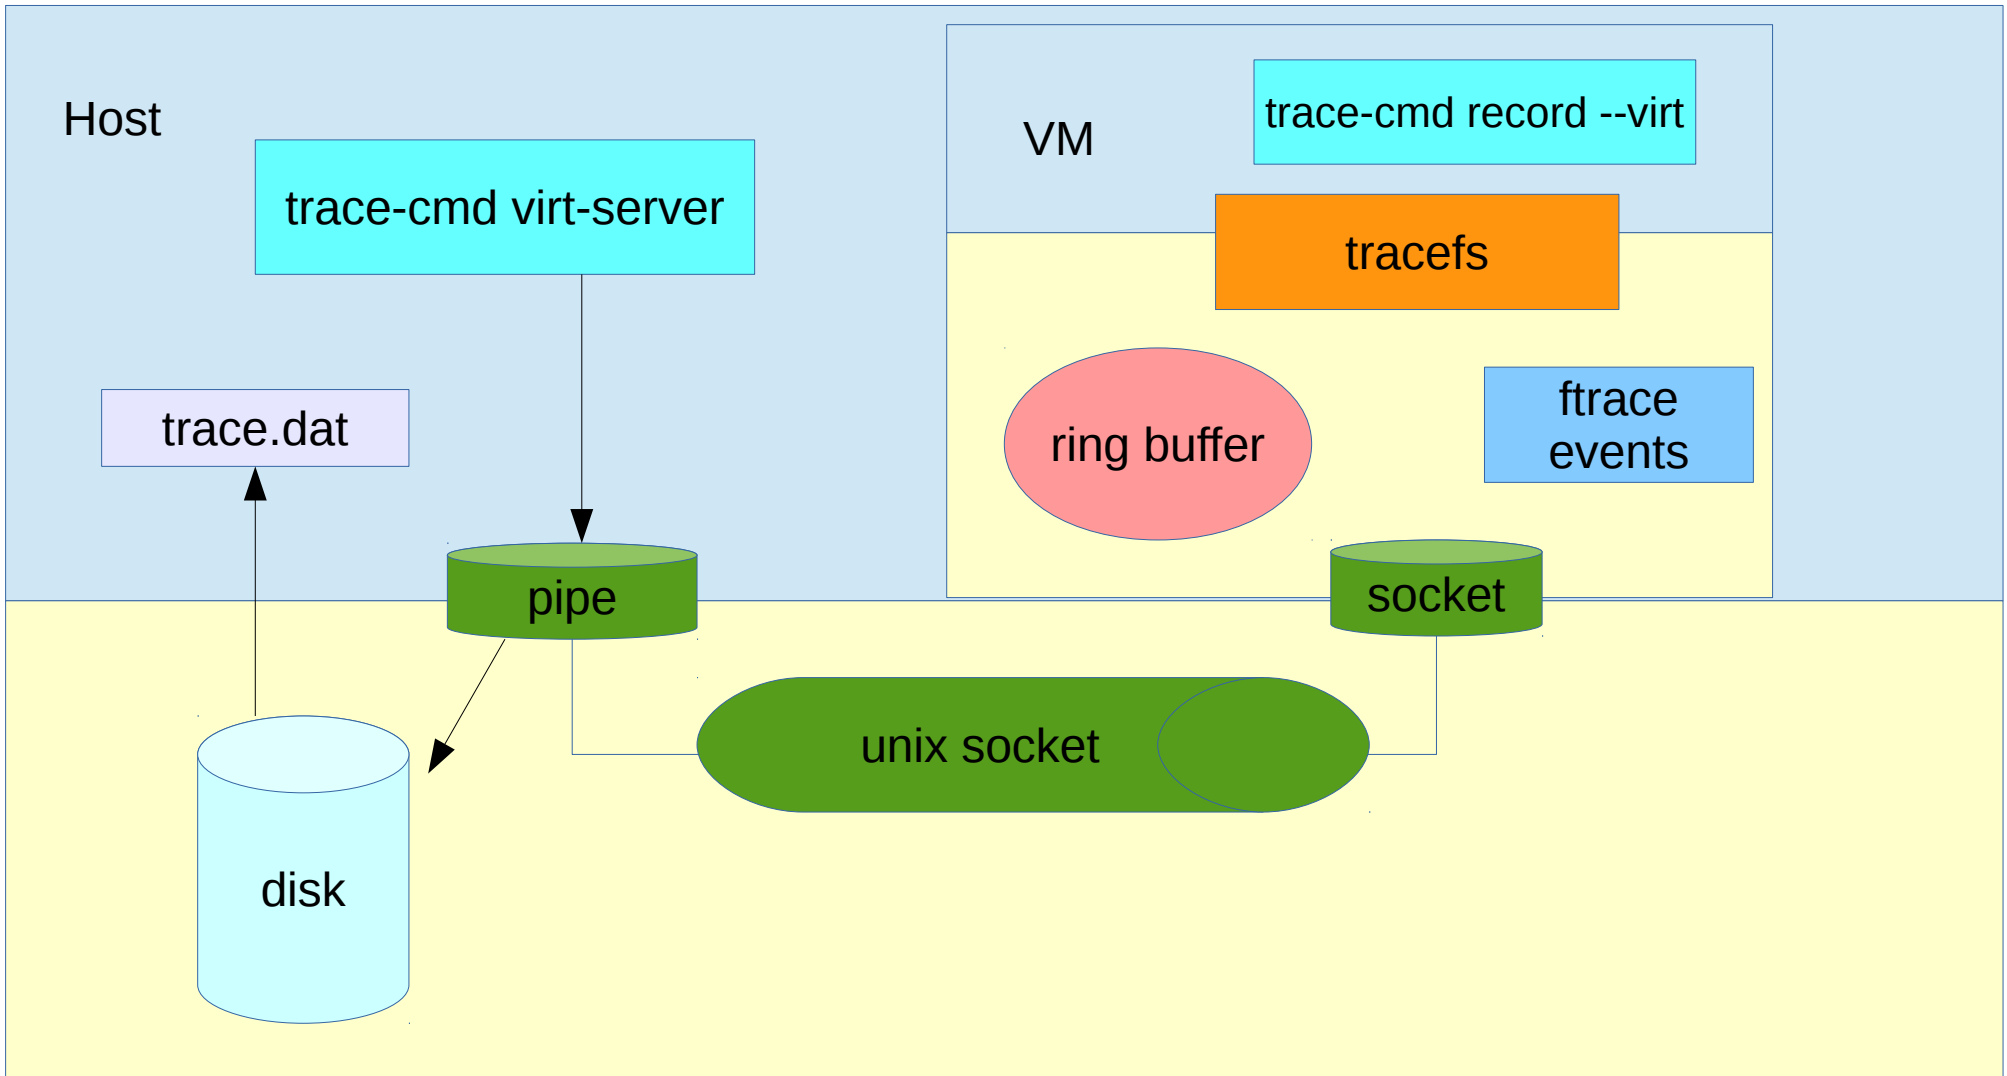 Host
VM
trace-cmd record --virt
trace-cmd virt-server
tracefs
trace.dat
ring buffer
ftrace
events
pipe
socket
unix socket
disk